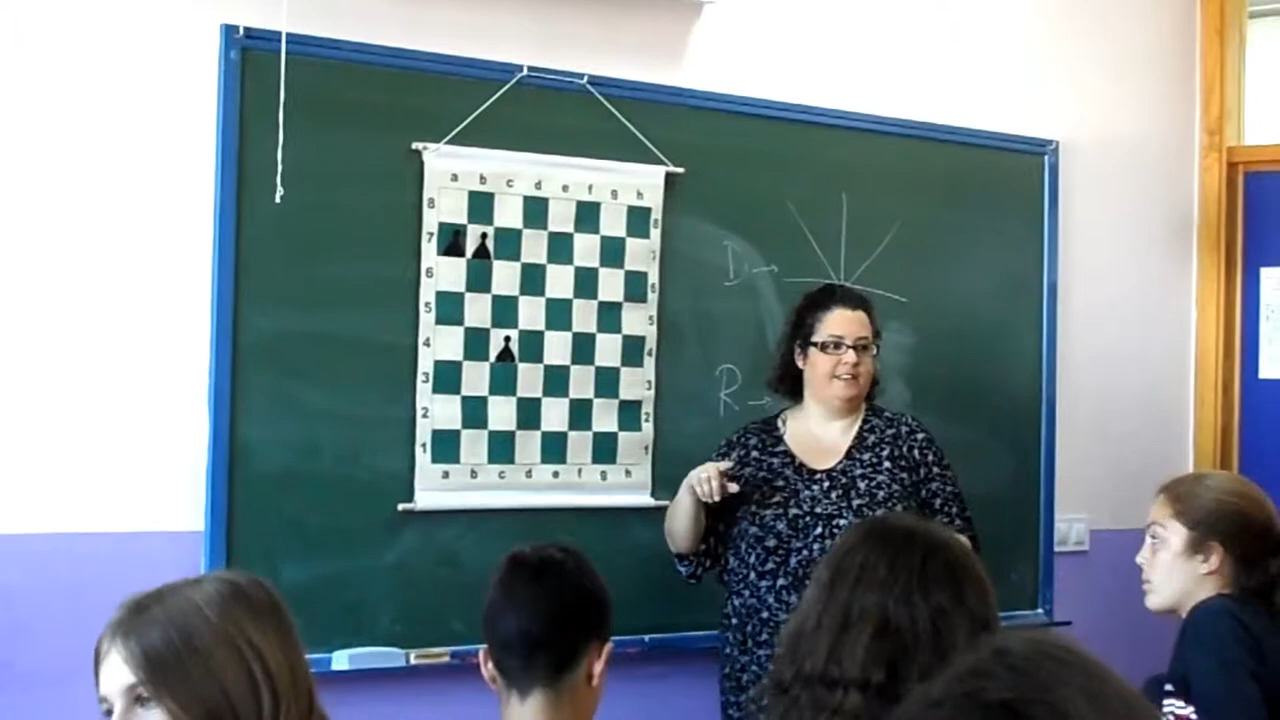 a b c d e f g h
8 8
7 7
6 6
5 5
4 4
3 3
2 2
1 1
a b c d e f g h
D →
R →